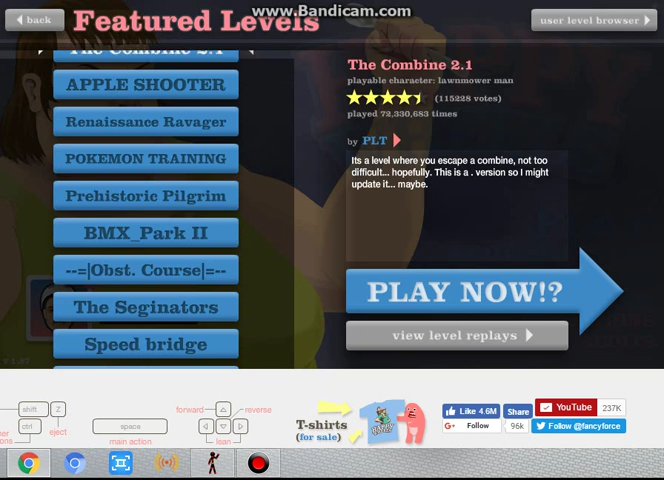 www.Bandicam.com
back
Featured Levels
user level browser
The Combine 2.1
APPLE SHOOTER
Renaissance Ravager
POKEMON TRAINING
Prehistoric Pilgrim
BMX_Park II
--=|Obst. Course|=--
The Seginators
Speed bridge
The Combine 2.1
playable character: lawnmower man
(115228 votes)
played 72,330,683 times
by PLT
Its a level where you escape a combine, not too
difficult... hopefully. This is a . version so I might
update it... maybe.
PLAY NOW!?
view level replays
shift
Z
ctrl
eject
space
main action
forward
reverse
lean
T-shirts
(for sale)
Like 4.6M
Share
Follow
96k
YouTube
237K
Follow @fancyforce